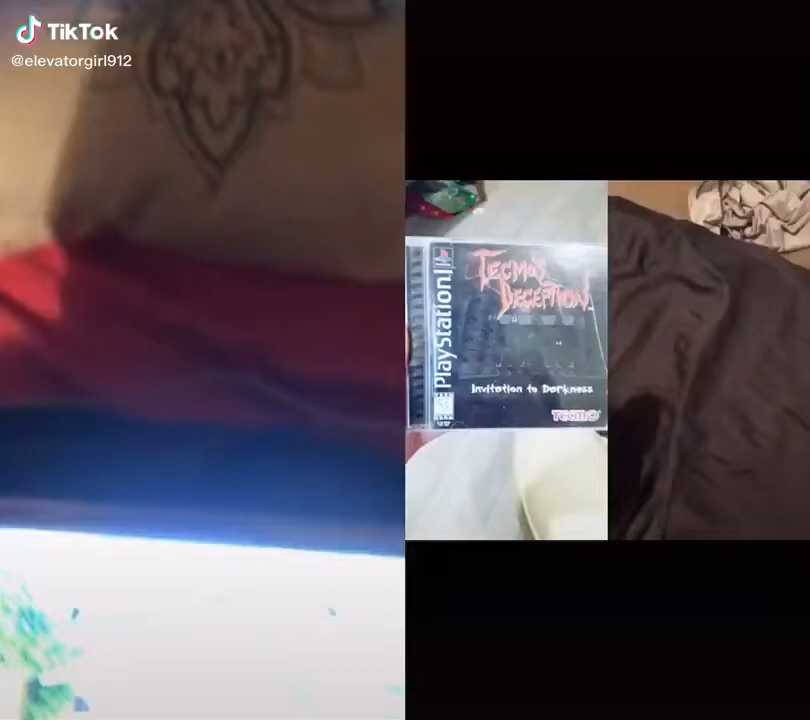 TikTok
@elevatorgirl912
PlayStation
TECMO'S
DECEPTION
Invitation to Darkness
TECMO